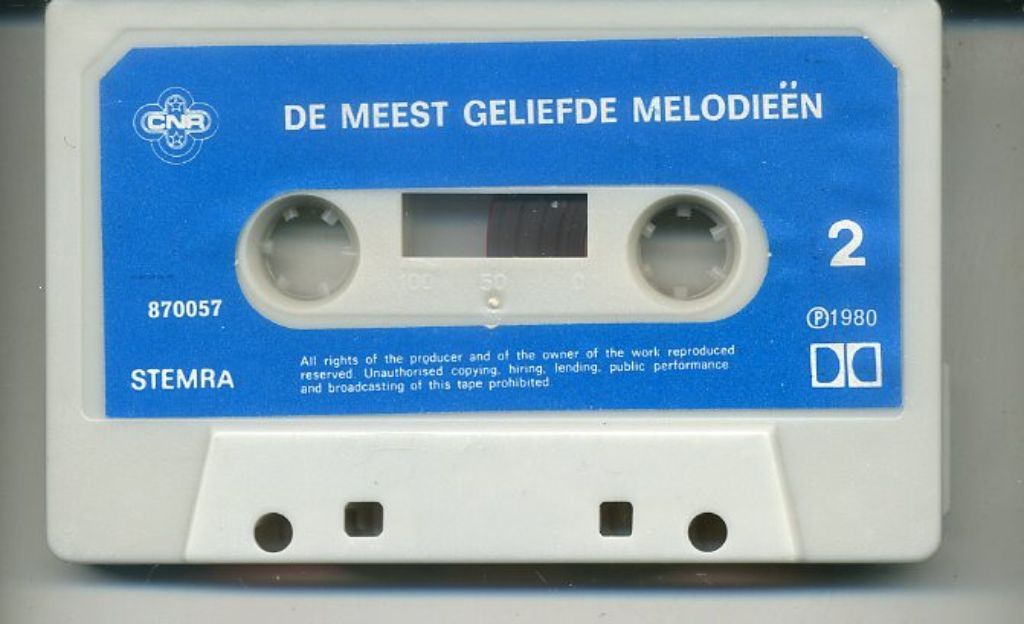 CNR
DE MEEST GELIEFDE MELODIEËN
2
100 50 0
870057
℗1980
STEMRA
All rights of the producer and of the owner of the work reproduced
reserved. Unauthorised copying, hiring, lending, public performance
and broadcasting of this tape prohibited